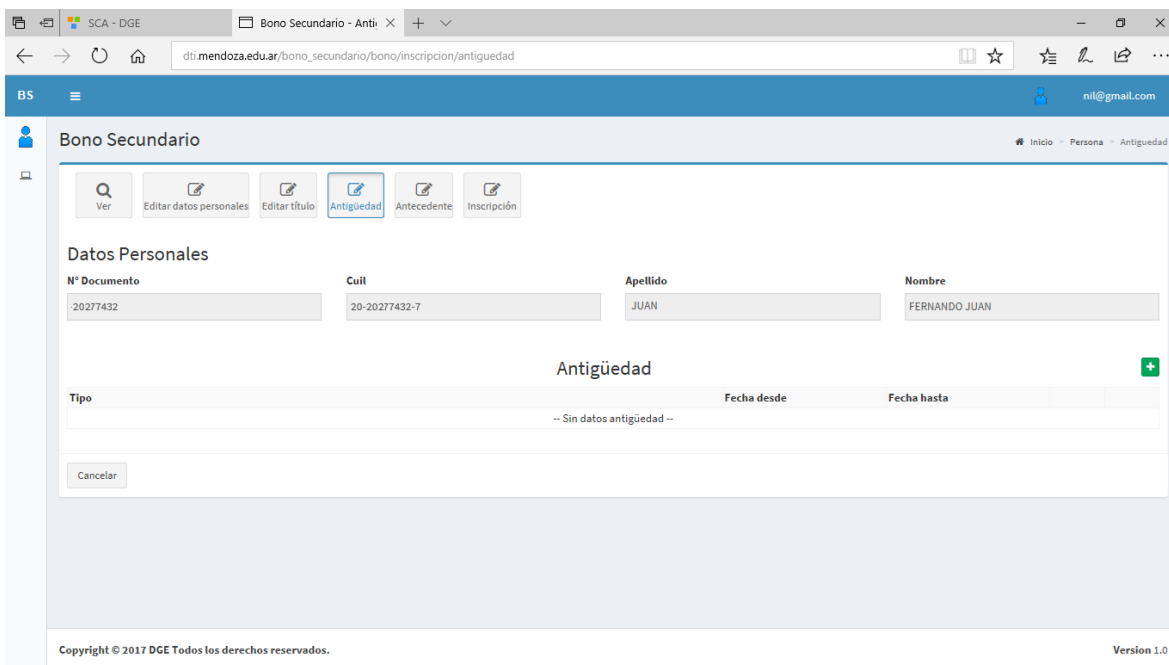 SCA - DGE
Bono Secundario - Anti
dti.mendoza.edu.ar/bono_secundario/bono/inscripcion/antiguedad
BS
nil@gmail.com
Bono Secundario
Inicio > Persona > Antiguedad
Ver
Editar datos personales
Editar título
Antigüedad
Antecedente
Inscripción
Datos Personales
N° Documento Cuil Apellido Nombre
20277432 20-20277432-7 JUAN FERNANDO JUAN
Antigüedad
Tipo Fecha desde Fecha hasta
-- Sin datos antigüedad --
Cancelar
Copyright © 2017 DGE Todos los derechos reservados. Version 1.0